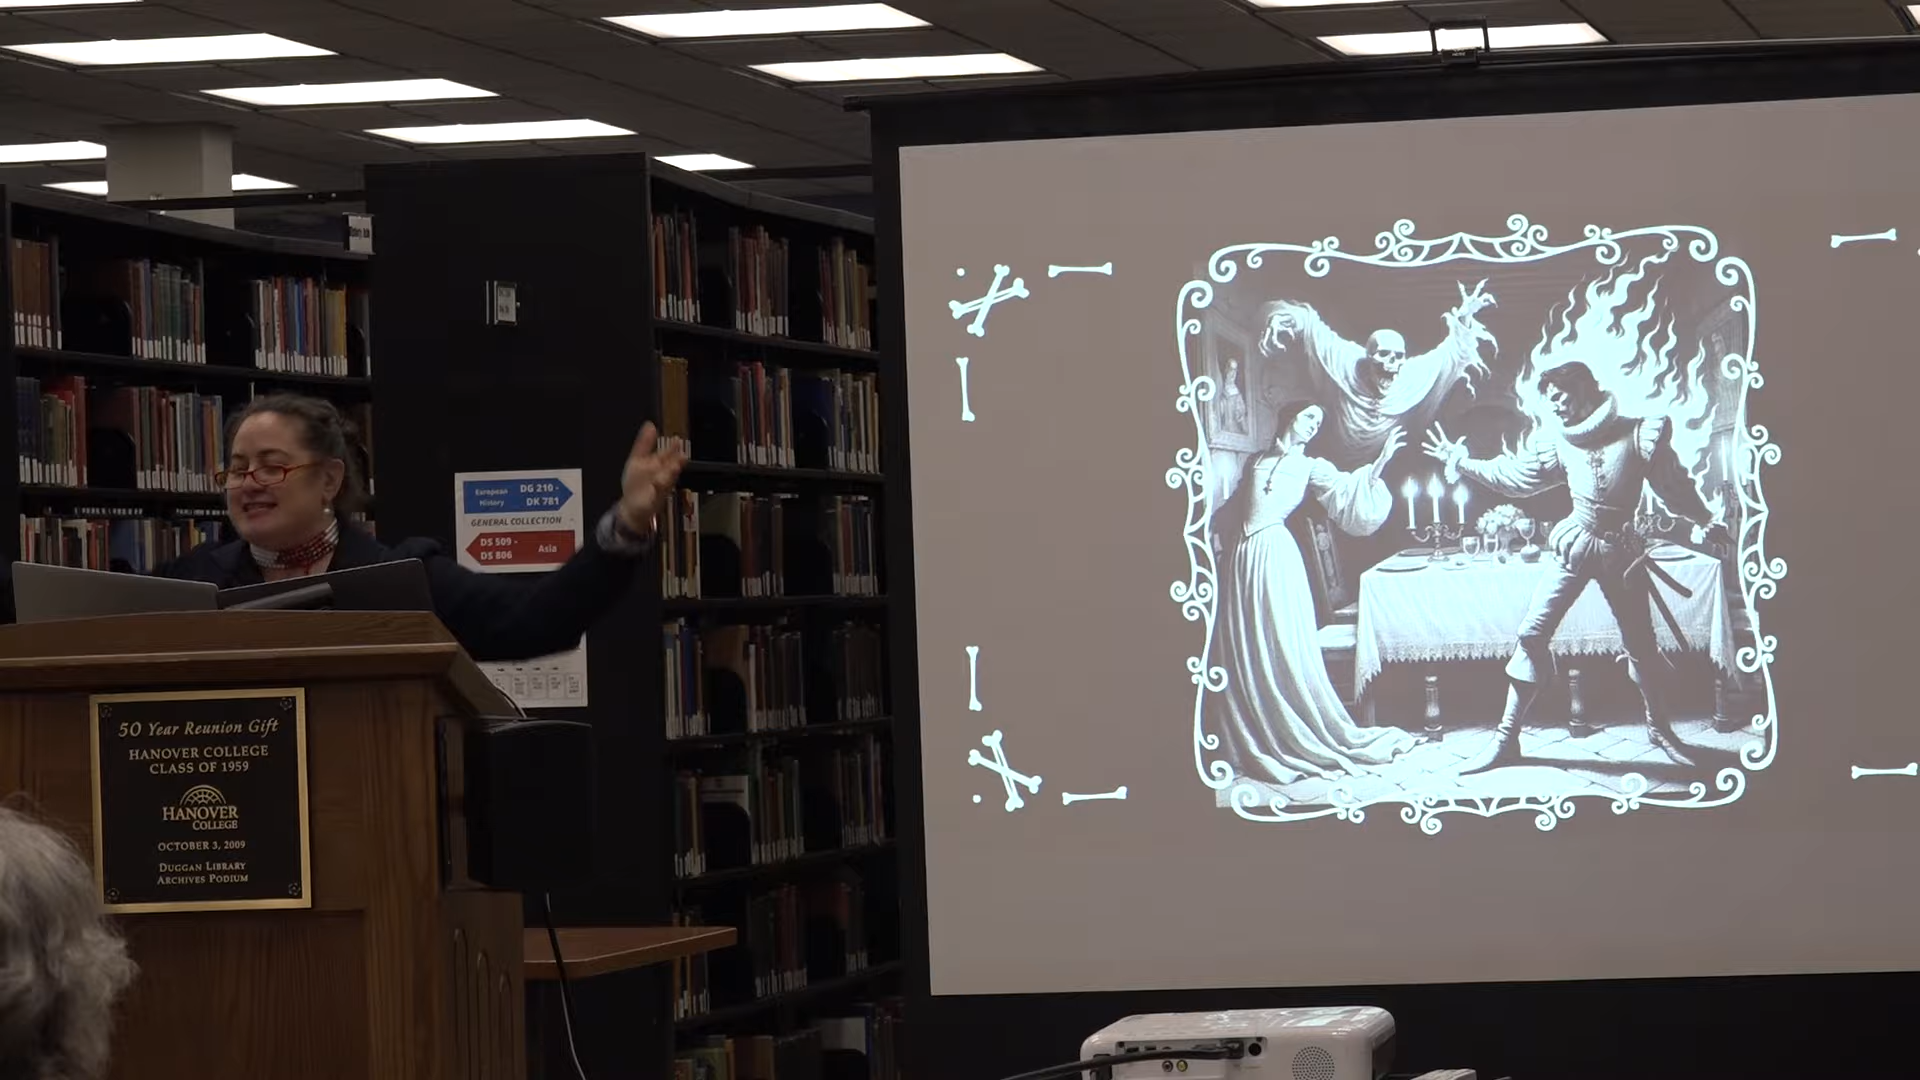 European DG 210 -
History DK 781
GENERAL COLLECTION
DS 509 - Asia
DS 806
50 Year Reunion Gift
HANOVER COLLEGE
CLASS OF 1959
HANOVER
COLLEGE
OCTOBER 3, 2009
DUGGAN LIBRARY
ARCHIVES PODIUM